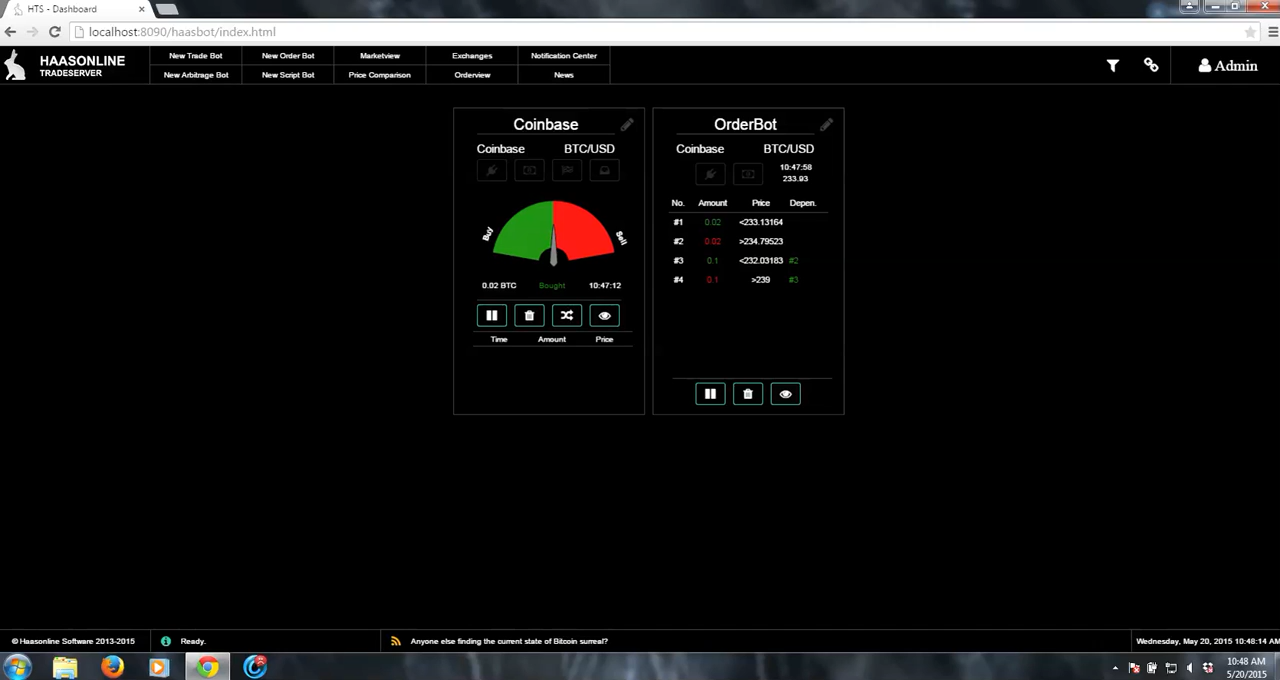 HTS - Dashboard
localhost:8090/haasbot/index.html
HAASONLINE
TRADESERVER
New Trade Bot
New Order Bot
Marketview
Exchanges
Notification Center
New Arbitrage Bot
New Script Bot
Price Comparison
Orderview
News
Admin
Coinbase
Coinbase BTC/USD
Buy
Sell
0.02 BTC Bought 10:47:12
Time Amount Price
OrderBot
Coinbase BTC/USD
10:47:58
233.93
No. Amount Price Depen.
#1 0.02 <233.13164
#2 0.02 >234.79523
#3 0.1 <232.03183 #2
#4 0.1 >239 #3
© Haasonline Software 2013-2015
Ready.
Anyone else finding the current state of Bitcoin surreal?
Wednesday, May 20, 2015 10:48:14 AM
10:48 AM
5/20/2015